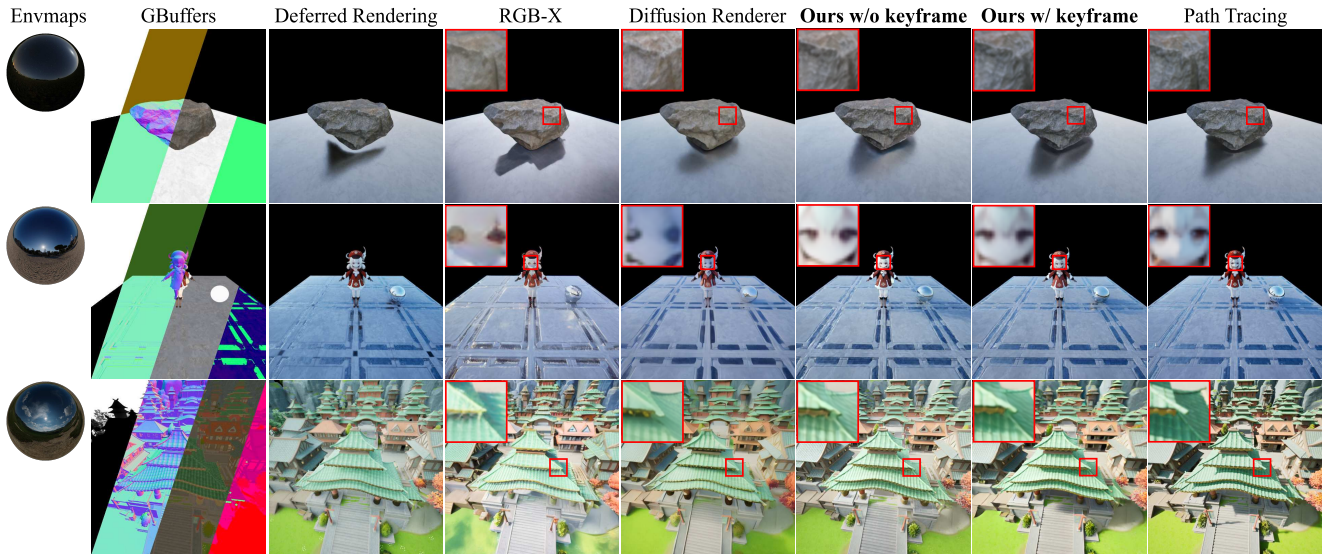 Envmaps GBuffers Deferred Rendering RGB-X Diffusion Renderer Ours w/o keyframe Ours w/ keyframe Path Tracing